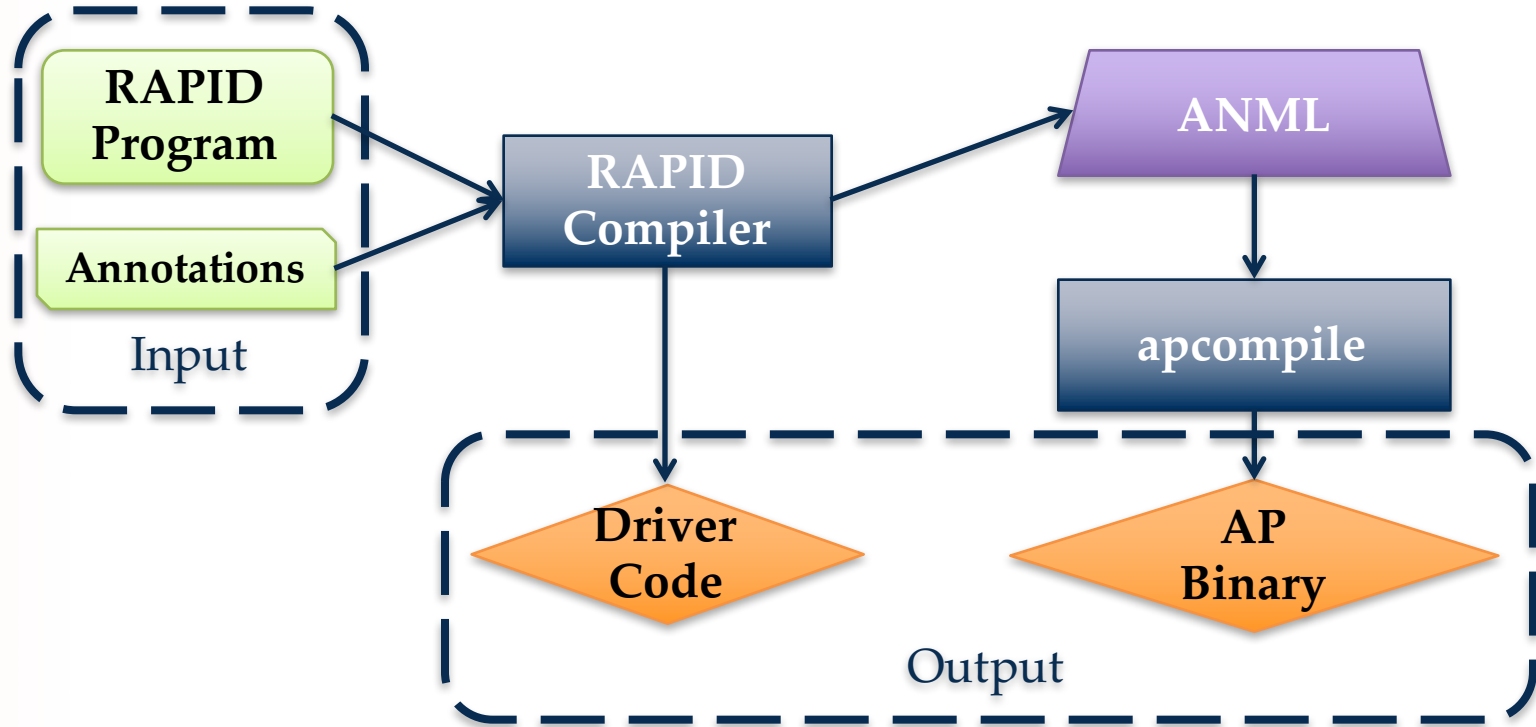 RAPID
Program
Annotations
Input
RAPID
Compiler
ANML
apcompile
Driver
Code
AP
Binary
Output